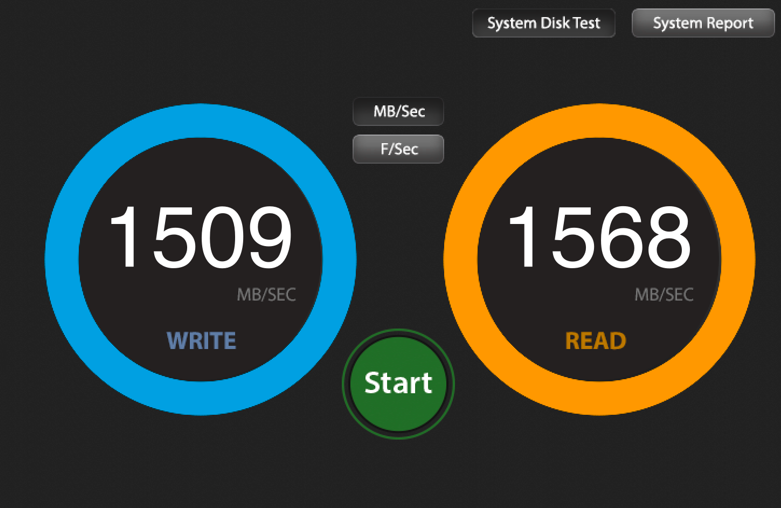 System Disk Test
System Report
MB/Sec
F/Sec
1509
MB/SEC
WRITE
1568
MB/SEC
READ
Start